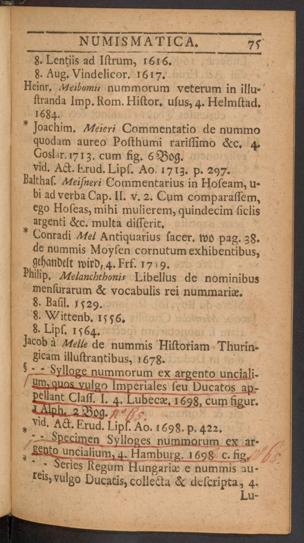 NUMISMATICA. 75
8. Lentiis ad Istrum, 1616.
8. Aug. Vindelicor. 1617.
Heinr. Meibomii nummorum veterum in illu-
stranda Imp. Rom. Histor. usus, 4. Helmstad.
1684.
* Joachim. Meieri Commentatio de nummo
quodam aureo Posthumi rarissimo &c. 4.
Goslar. 1713. cum fig. 6 Bog.
vid. Act. Erud. Lips. Ao. 1713. p. 297.
Balthas. Meisneri Commentarius in Hoseam, u-
bi ad verba Cap. II. v. 2. Cum comparassem,
ego Hoseas, mihi mulierem, quindecim siclis
argenti &c. multa disserit.
* Conradi Mel Antiquarius sacer. wo pag. 38.
de nummis Moysen cornutum exhibentibus,
gehandelt wird, 4. Frf. 1719.
Philip. Melanchthonis Libellus de nominibus
mensurarum & vocabulis rei nummariæ.
8. Basil. 1529.
8. Wittenb. 1556.
8. Lips. 1564.
Jacob à Melle de nummis Historiam Thurin-
gicam illustrantibus, 1678.
§ - - Sylloge nummorum ex argento unciali-
um, quos vulgo Imperiales seu Ducatos ap-
pellant Class. I. 4. Lubecæ, 1698, cum figur.
1 Alph. 2 Bog.
vid. Act. Erud. Lips. Ao. 1698. p. 422.
* - - Specimen Sylloges nummorum ex ar-
gento uncialium, 4. Hamburg. 1698 c. fig.
* - - Series Regum Hungariæ e nummis au-
reis, vulgo Ducatis, collecta & descripta, 4.
Lu-